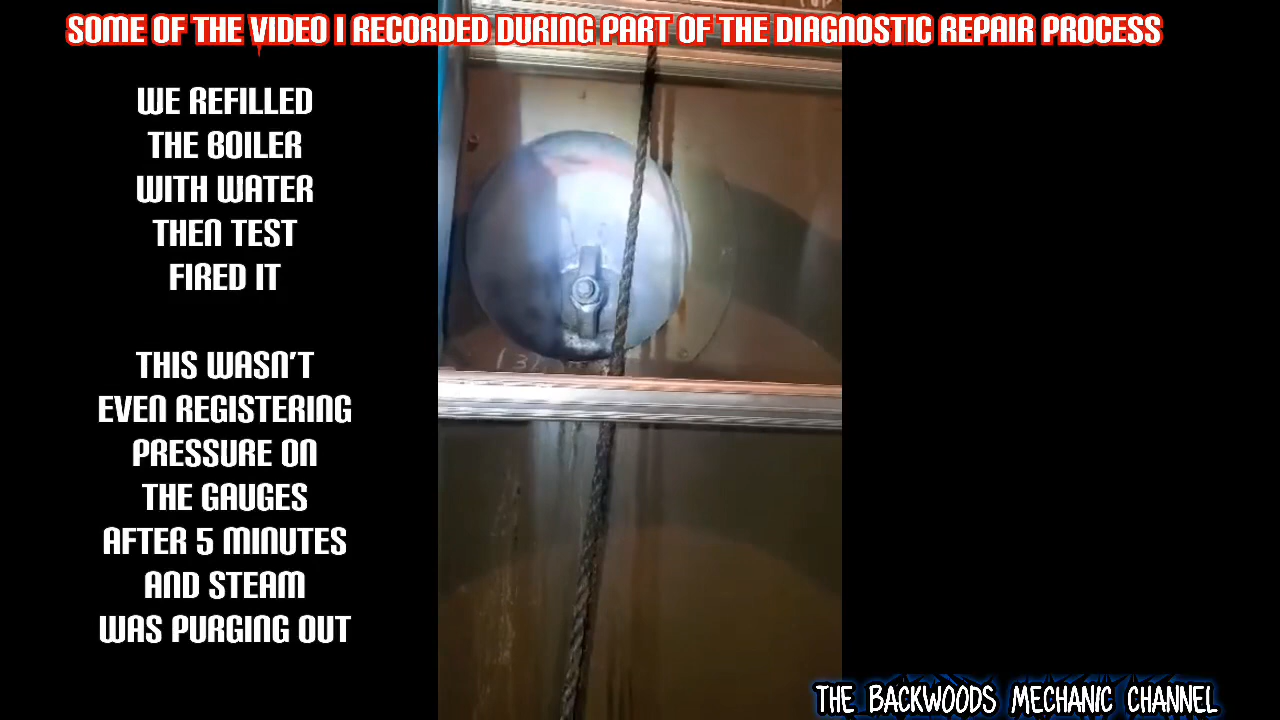 SOME OF THE VIDEO I RECORDED DURING PART OF THE DIAGNOSTIC REPAIR PROCESS
WE REFILLED
THE BOILER
WITH WATER
THEN TEST
FIRED IT
THIS WASN'T
EVEN REGISTERING
PRESSURE ON
THE GAUGES
AFTER 5 MINUTES
AND STEAM
WAS PURGING OUT
THE BACKWOODS MECHANIC CHANNEL